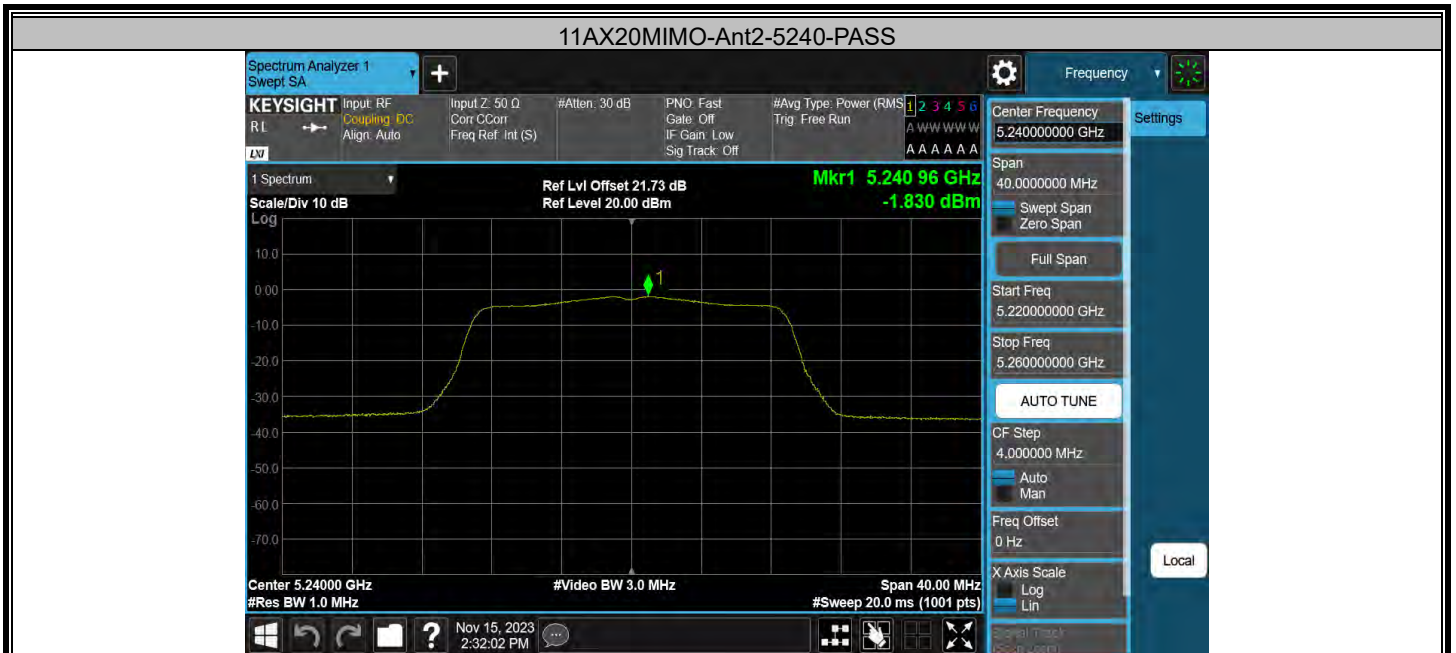 11AX20MIMO-Ant2-5240-PASS
Spectrum Analyzer 1
Swept SA
+
Frequency
KEYSIGHT
RL
LXI
Input: RF
Coupling: DC
Align: Auto
Input Z: 50 Ω
Corr CCorr
Freq Ref: Int (S)
#Atten: 30 dB
PNO: Fast
Gate: Off
IF Gain: Low
Sig Track: Off
#Avg Type: Power (RMS
Trig: Free Run
1 2 3 4 5 6
A W W W W W
A A A A A A
Center Frequency
5.240000000 GHz
Settings
Span
40.0000000 MHz
Swept Span
Zero Span
Full Span
Start Freq
5.220000000 GHz
Stop Freq
5.260000000 GHz
AUTO TUNE
CF Step
4.000000 MHz
Auto
Man
Freq Offset
0 Hz
X Axis Scale
Log
Lin
Local
1 Spectrum
Scale/Div 10 dB
Log
Ref Lvl Offset 21.73 dB
Ref Level 20.00 dBm
Mkr1 5.240 96 GHz
-1.830 dBm
1
10.0
0.00
-10.0
-20.0
-30.0
-40.0
-50.0
-60.0
-70.0
Center 5.24000 GHz
#Res BW 1.0 MHz
#Video BW 3.0 MHz
Span 40.00 MHz
#Sweep 20.0 ms (1001 pts)
?
Nov 15, 2023
2:32:02 PM